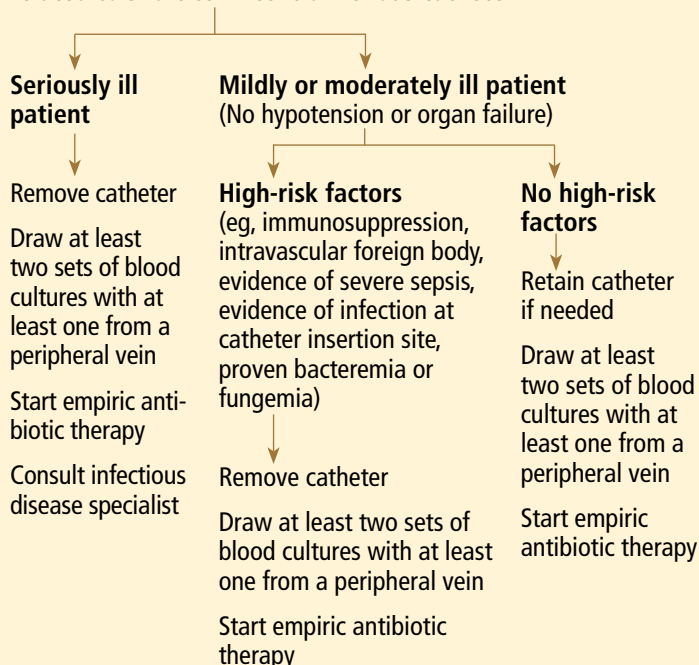 Seriously ill
patient
Remove catheter
Draw at least
two sets of blood
cultures with at
least one from a
peripheral vein
Start empiric anti-
biotic therapy
Consult infectious
disease specialist
Mildly or moderately ill patient
(No hypotension or organ failure)
High-risk factors
(eg, immunosuppression,
intravascular foreign body,
evidence of severe sepsis,
evidence of infection at
catheter insertion site,
proven bacteremia or
fungemia)
Remove catheter
Draw at least two sets of
blood cultures with at least
one from a peripheral vein
Start empiric antibiotic
therapy
No high-risk
factors
Retain catheter
if needed
Draw at least
two sets of blood
cultures with at
least one from a
peripheral vein
Start empiric
antibiotic therapy